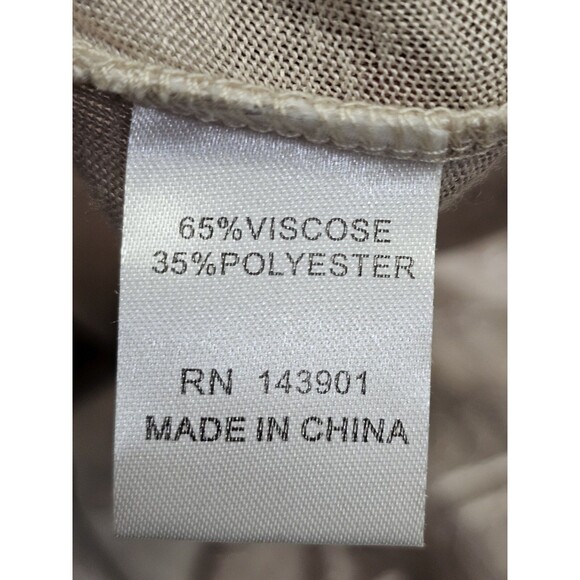 65%VISCOSE
35%POLYESTER
RN 143901
MADE IN CHINA